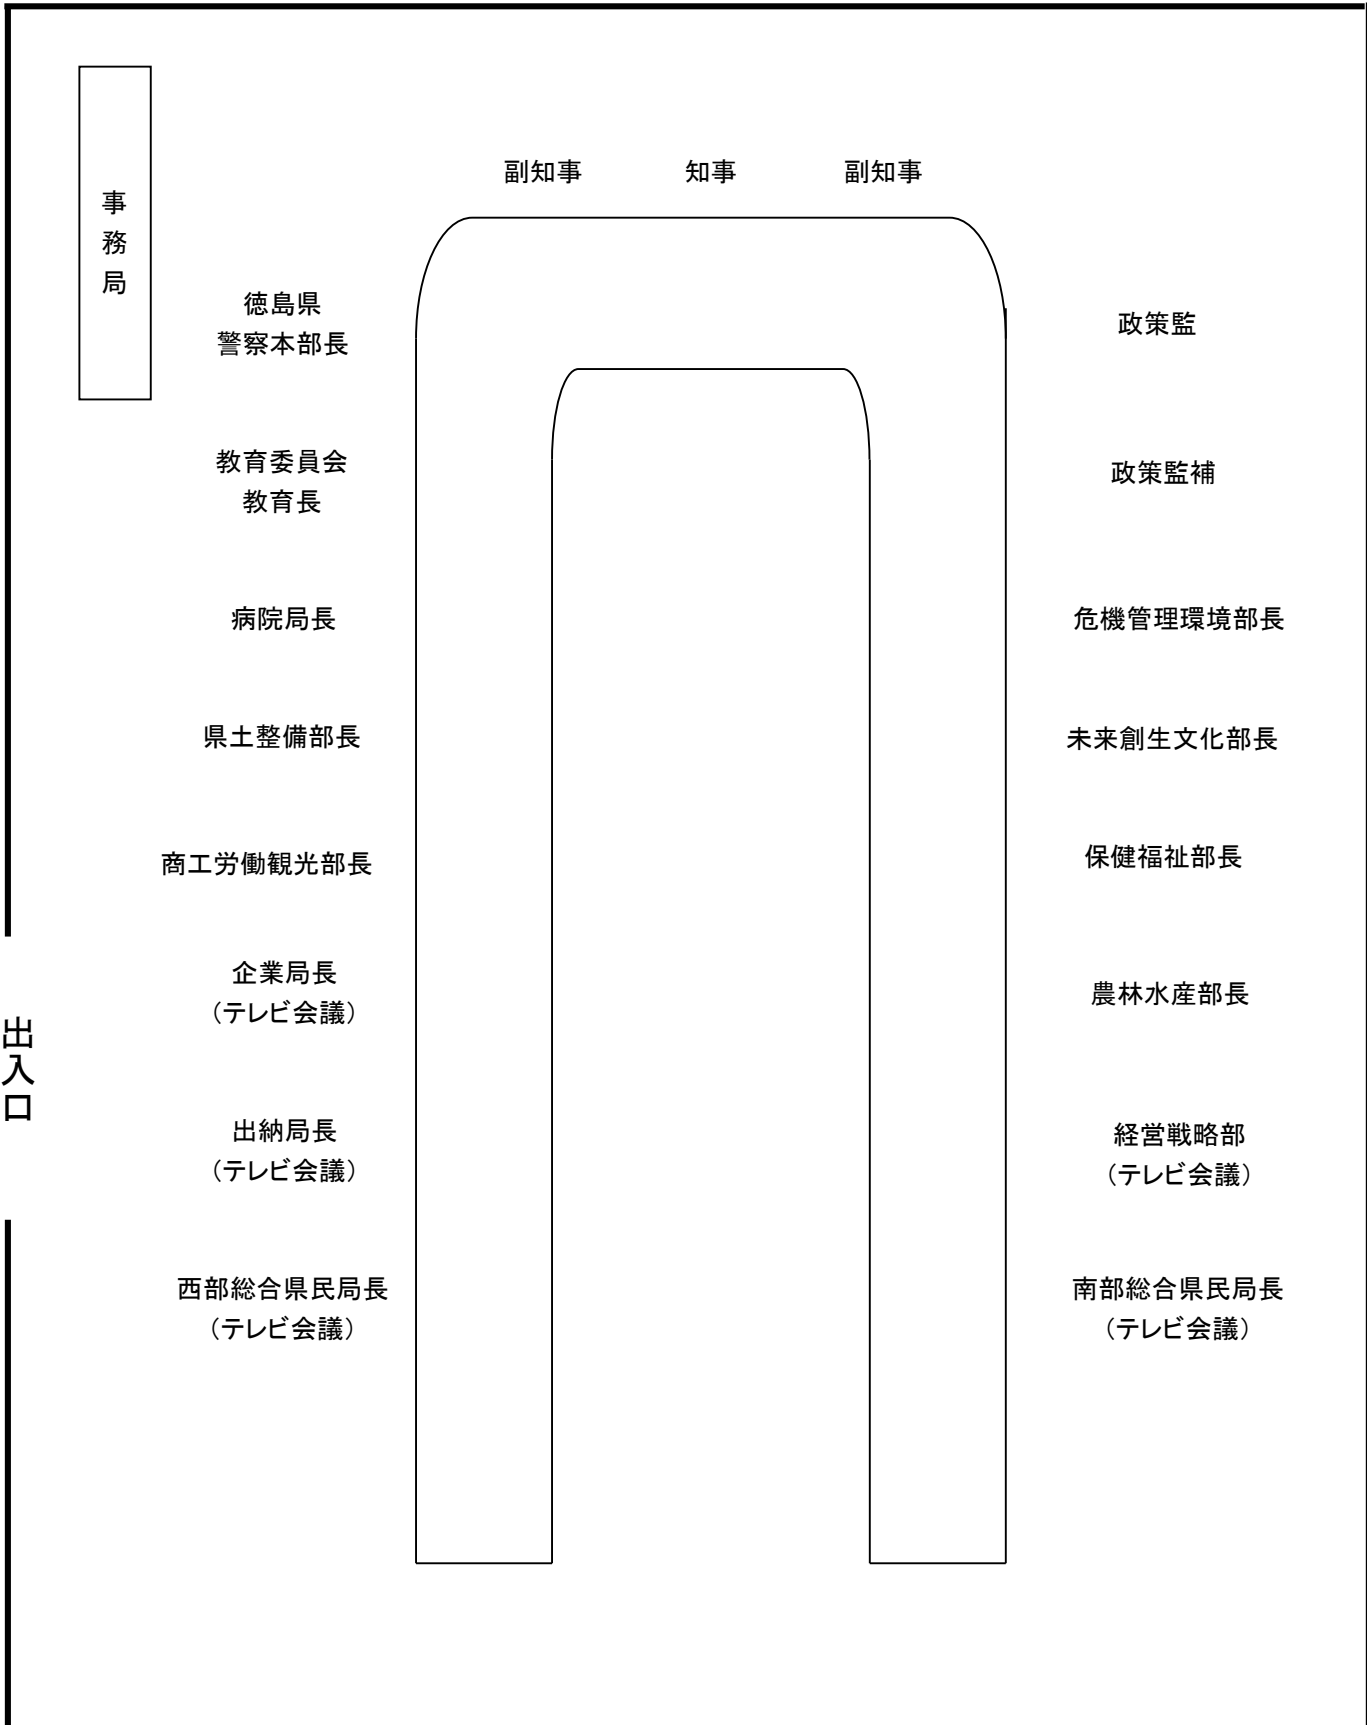 事務局
副知事 知事 副知事
徳島県
警察本部長
政策監
教育委員会
教育長
政策監補
病院局長
危機管理環境部長
県土整備部長
未来創生文化部長
商工労働観光部長
保健福祉部長
企業局長
（テレビ会議）
農林水産部長
出入口
出納局長
（テレビ会議）
経営戦略部
（テレビ会議）
西部総合県民局長
（テレビ会議）
南部総合県民局長
（テレビ会議）